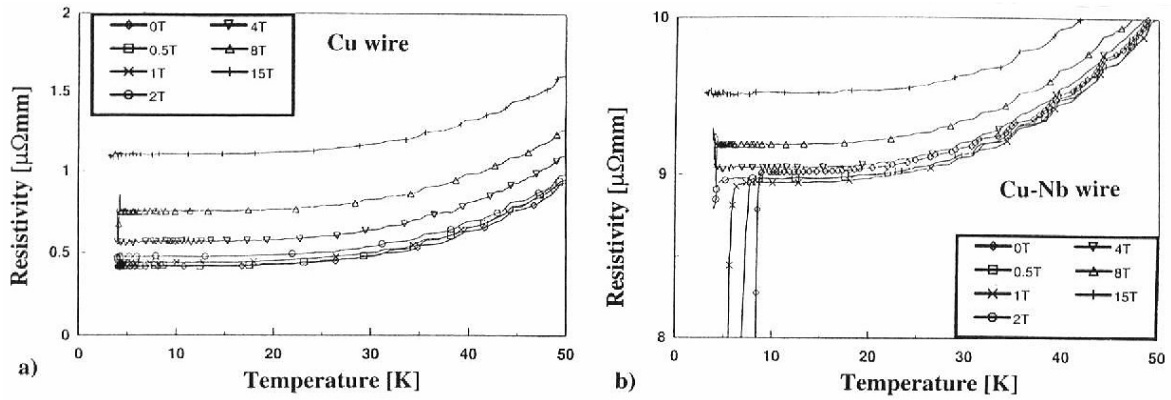 2
1.5
1
0.5
0
0 10 20 30 40 50
Resistivity [μΩmm]
Temperature [K]
Cu wire
0T 4T
0.5T 8T
1T 15T
2T
a)
10
9
8
0 10 20 30 40 50
Resistivity [μΩmm]
Temperature [K]
Cu-Nb wire
0T 4T
0.5T 8T
1T 15T
2T
b)